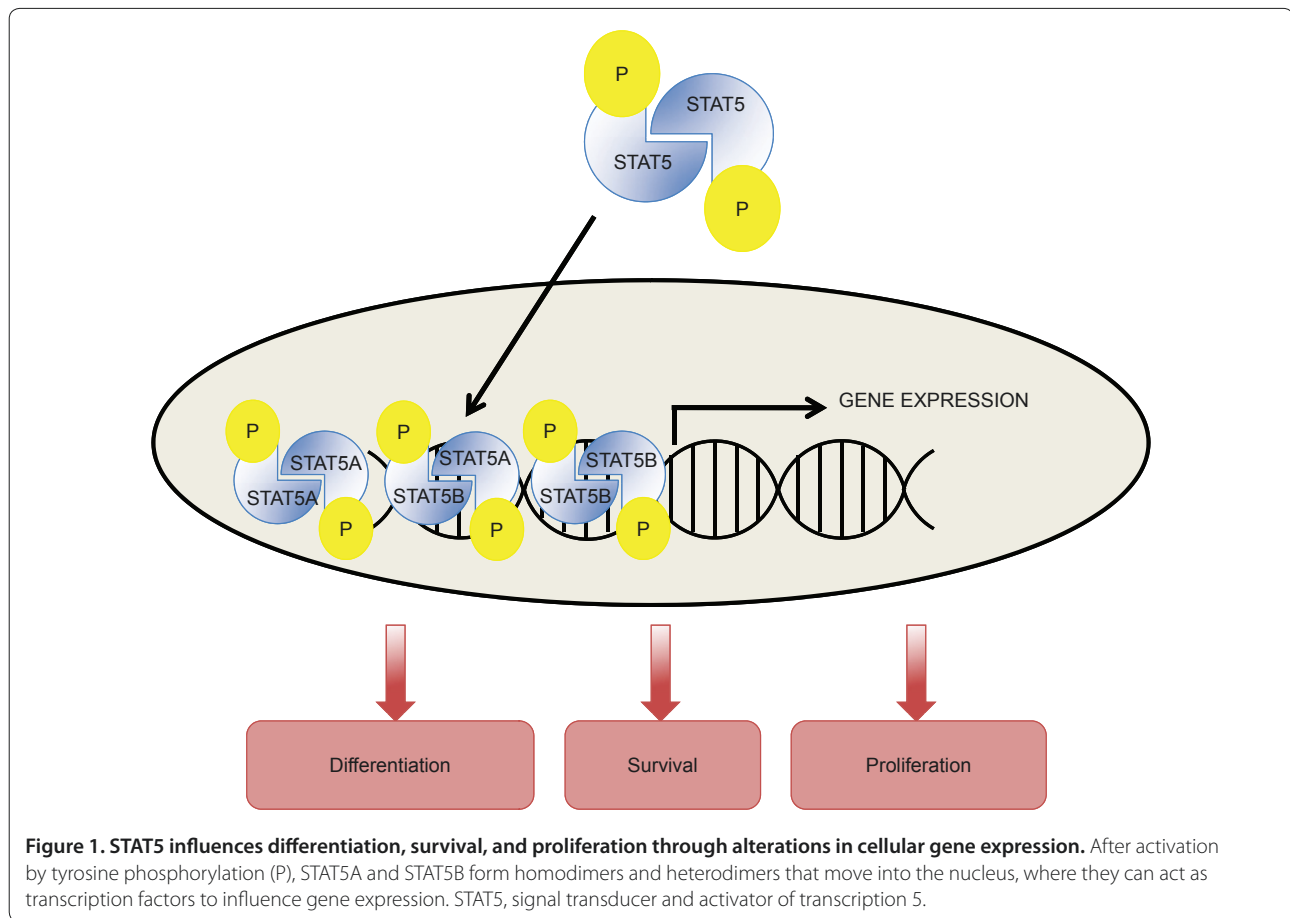 P
STAT5
STAT5
P
GENE EXPRESSION
P
STAT5A
STAT5A
P
P
STAT5A
STAT5B
P
P
STAT5B
STAT5B
P
Differentiation
Survival
Proliferation
Figure 1. STAT5 influences differentiation, survival, and proliferation through alterations in cellular gene expression. After activation
by tyrosine phosphorylation (P), STAT5A and STAT5B form homodimers and heterodimers that move into the nucleus, where they can act as
transcription factors to influence gene expression. STAT5, signal transducer and activator of transcription 5.